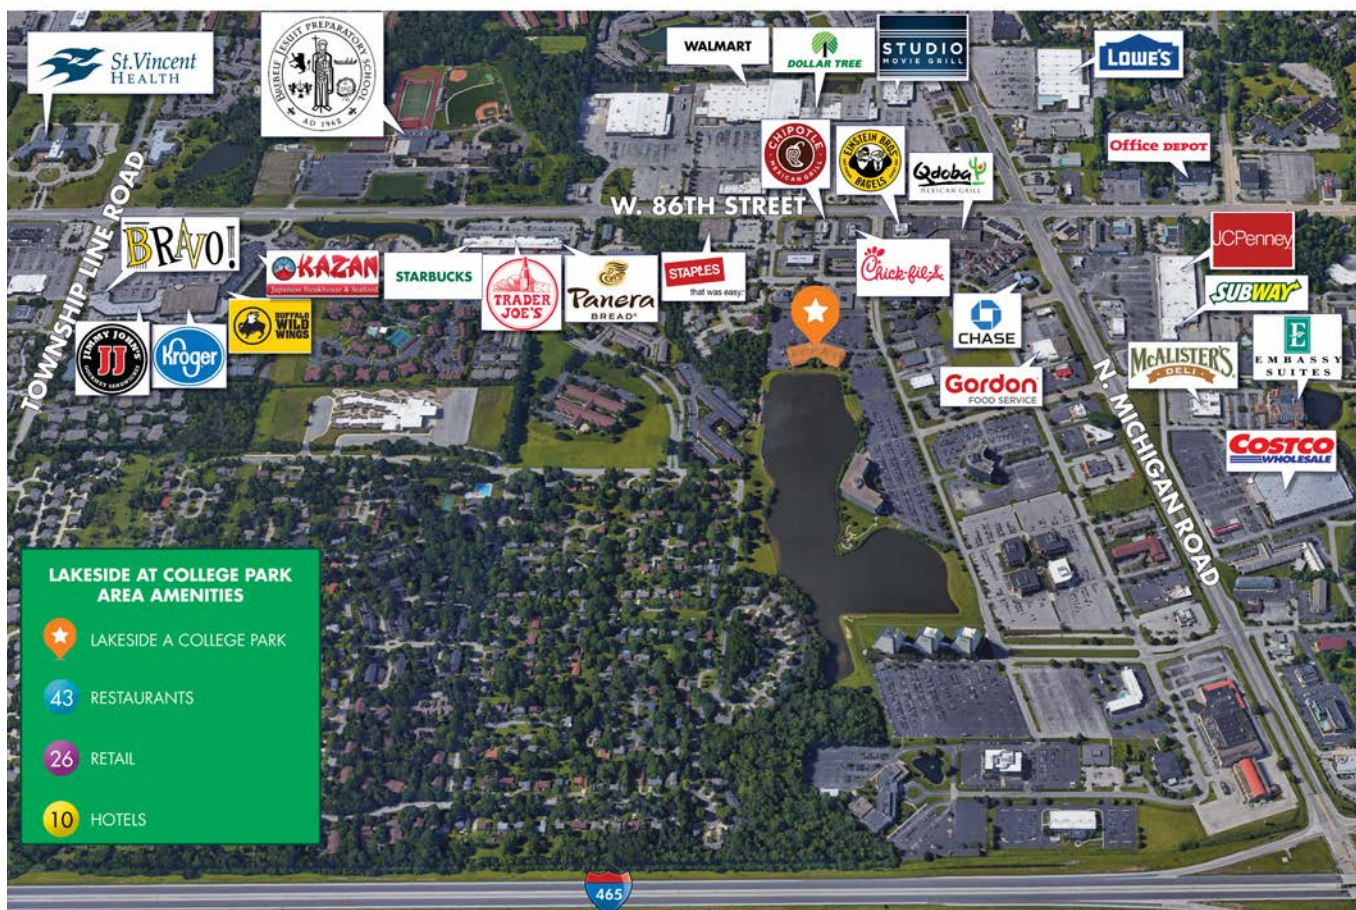 St.Vincent
HEALTH
BREBEUF JESUIT PREPARATORY SCHOOL
AD 1962
WALMART
DOLLAR TREE
STUDIO
MOVIE GRILL
LOWE'S
CHIPOTLE
MEXICAN GRILL
EINSTEIN BROS
BAGELS
Qdoba
MEXICAN GRILL
Office DEPOT
W. 86TH STREET
TOWNSHIP LINE ROAD
BRAVO!
KAZAN
Japanese Steakhouse & Seafood
STARBUCKS
TRADER
JOE'S
Panera
BREAD®
STAPLES
that was easy.
Chick-fil-A
JCPenney
SUBWAY
JIMMY JOHN'S
JJ
GOURMET SANDWICHES
Kroger
BUFFALO
WILD
WINGS
CHASE
Gordon
FOOD SERVICE
N. MICHIGAN ROAD
McALISTER'S
DELI
E
EMBASSY
SUITES
COSTCO
WHOLESALE
LAKESIDE AT COLLEGE PARK
AREA AMENITIES
LAKESIDE A COLLEGE PARK
43 RESTAURANTS
26 RETAIL
10 HOTELS
465